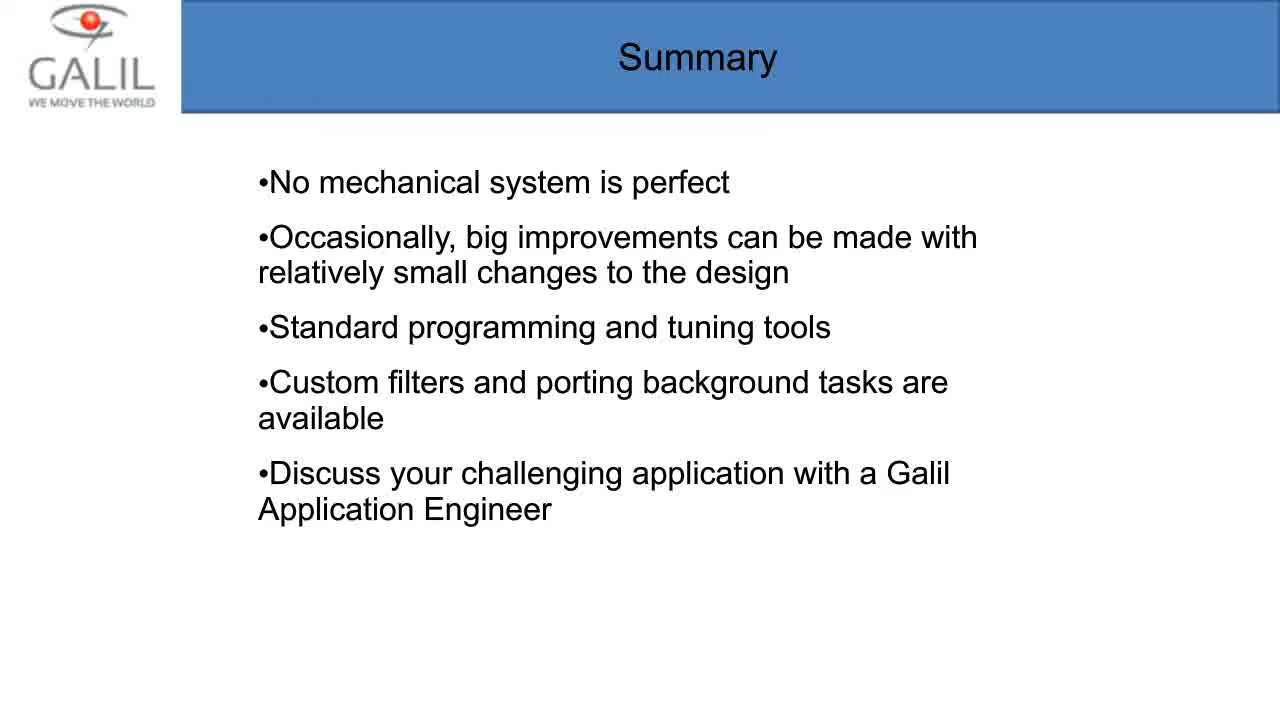 GALIL
WE MOVE THE WORLD
Summary
•No mechanical system is perfect
•Occasionally, big improvements can be made with
relatively small changes to the design
•Standard programming and tuning tools
•Custom filters and porting background tasks are
available
•Discuss your challenging application with a Galil
Application Engineer